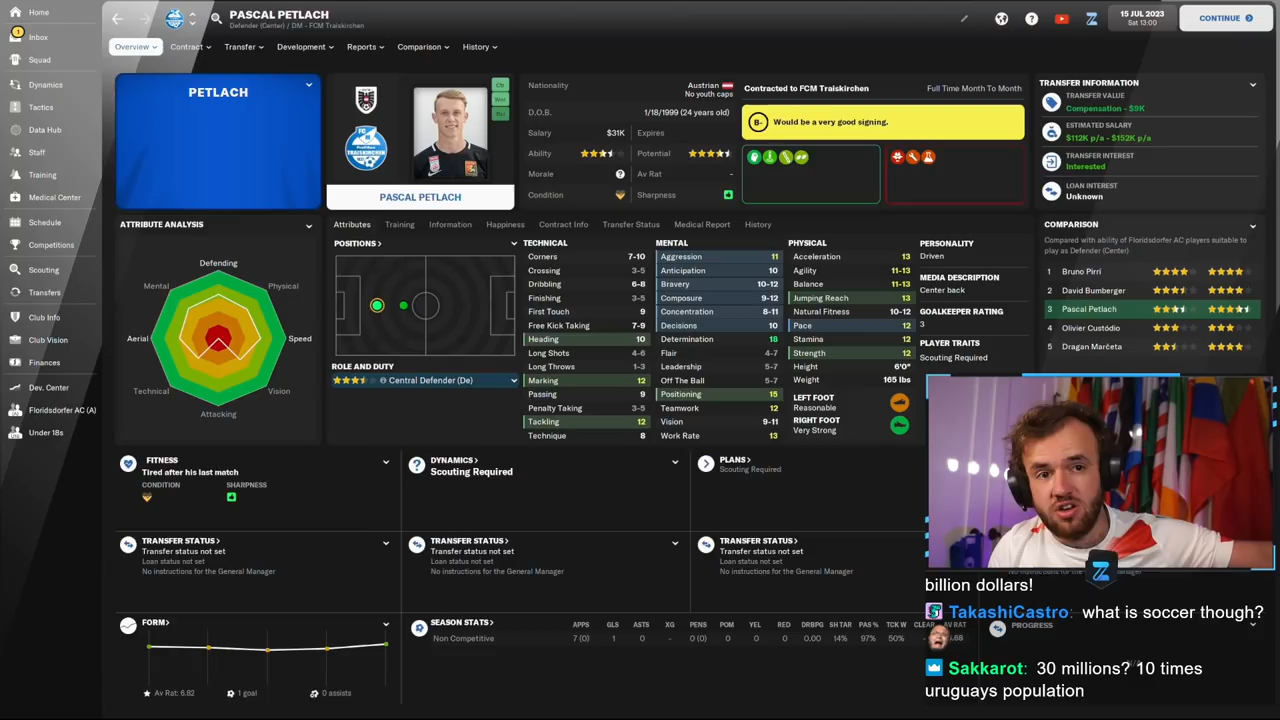 Home
PASCAL PETLACH
Defender (Center) / DM - FCM Traiskirchen
15 JUL 2023
Sat 13:00
CONTINUE
1
Inbox
Squad
Dynamics
Tactics
Data Hub
Staff
Training
Medical Center
Schedule
Competitions
Scouting
Transfers
Club Info
Club Vision
Finances
Dev. Center
Floridsdorfer AC (A)
Under 18s
Overview
Contract
Transfer
Development
Reports
Comparison
History
PETLACH
PASCAL PETLACH
Nationality
Austrian
No youth caps
D.O.B.
1/18/1999 (24 years old)
Salary
$31K
Expires
Ability
Potential
Morale
Av Rat
-
Condition
Sharpness
Contracted to FCM Traiskirchen
Full Time Month To Month
B-
Would be a very good signing.
TRANSFER INFORMATION
TRANSFER VALUE
Compensation - $9K
ESTIMATED SALARY
$112K p/a - $152K p/a
TRANSFER INTEREST
Interested
LOAN INTEREST
Unknown
ATTRIBUTE ANALYSIS
Defending
Mental
Physical
Aerial
Speed
Technical
Vision
Attacking
Attributes
Training
Information
Happiness
Contract Info
Transfer Status
Medical Report
History
POSITIONS
ROLE AND DUTY
Central Defender (De)
TECHNICAL
Corners 7-10
Crossing 3-5
Dribbling 6-8
Finishing 3-5
First Touch 9
Free Kick Taking 7-9
Heading 10
Long Shots 4-6
Long Throws 1-3
Marking 12
Passing 9
Penalty Taking 3-5
Tackling 12
Technique 8
MENTAL
Aggression 11
Anticipation 10
Bravery 10-12
Composure 9-12
Concentration 8-11
Decisions 10
Determination 18
Flair 4-7
Leadership 5-7
Off The Ball 5-7
Positioning 15
Teamwork 12
Vision 9-11
Work Rate 13
PHYSICAL
Acceleration 13
Agility 11-13
Balance 11-13
Jumping Reach 13
Natural Fitness 10-12
Pace 12
Stamina 12
Strength 12
Height 6'0"
Weight 165 lbs
LEFT FOOT
Reasonable
RIGHT FOOT
Very Strong
PERSONALITY
Driven
MEDIA DESCRIPTION
Center back
GOALKEEPER RATING
3
PLAYER TRAITS
Scouting Required
COMPARISON
Compared with ability of Floridsdorfer AC players suitable to
play as Defender (Center)
1 Bruno Pirri
2 David Bumberger
3 Pascal Petlach
4 Olivier Custódio
5 Dragan Marčeta
FITNESS
Tired after his last match
CONDITION
SHARPNESS
DYNAMICS
Scouting Required
PLANS
Scouting Required
TRANSFER STATUS
Transfer status not set
Loan status not set
No instructions for the General Manager
TRANSFER STATUS
Transfer status not set
Loan status not set
No instructions for the General Manager
TRANSFER STATUS
Transfer status not set
Loan status not set
No instructions for the General Manager
FORM
Av Rat: 6.82
1 goal
0 assists
SEASON STATS
APPS GLS ASTS XG PENS POM YEL RED DRBPG SH TAR PAS % TCK W CLEAR AV RAT
Non Competitive 7 (0) 1 - - 0 (0) - - - 0.00 14% 97% 50%
PROGRESS
billion dollars!
TakashiCastro: what is soccer though?
Sakkarot: 30 millions? 10 times
uruguays population